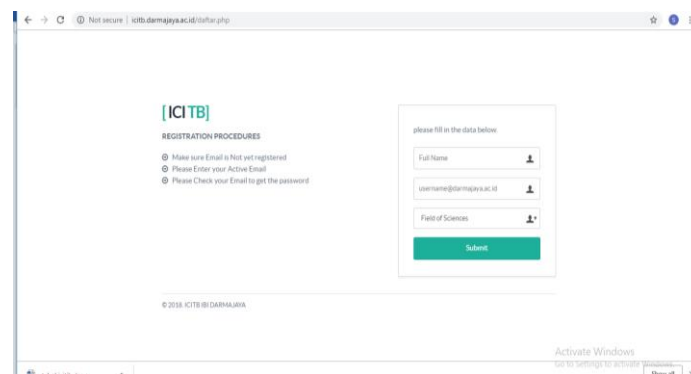 Not secure | icitb.darmajaya.ac.id/daftar.php
[ICITB]
REGISTRATION PROCEDURES
Make sure Email is Not yet registered
Please Enter your Active Email
Please Check your Email to get the password
please fill in the data below.
Full Name
username@darmajaya.ac.id
Field of Sciences
Submit
© 2018. ICITB IBI DARMAJAYA
Activate Windows
Go to Settings to activate Windows.